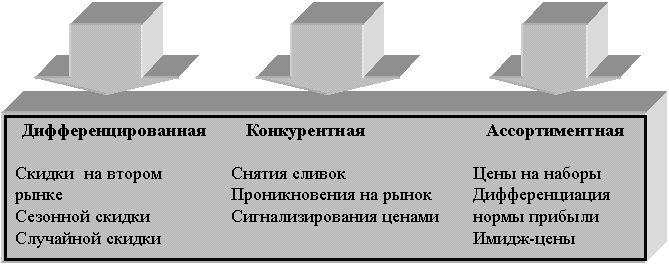 Дифференцированная
Скидки на втором
рынке
Сезонной скидки
Случайной скидки
Конкурентная
Снятия сливок
Проникновения на рынок
Сигнализирования ценами
Ассортиментная
Цены на наборы
Дифференциация
нормы прибыли
Имидж-цены